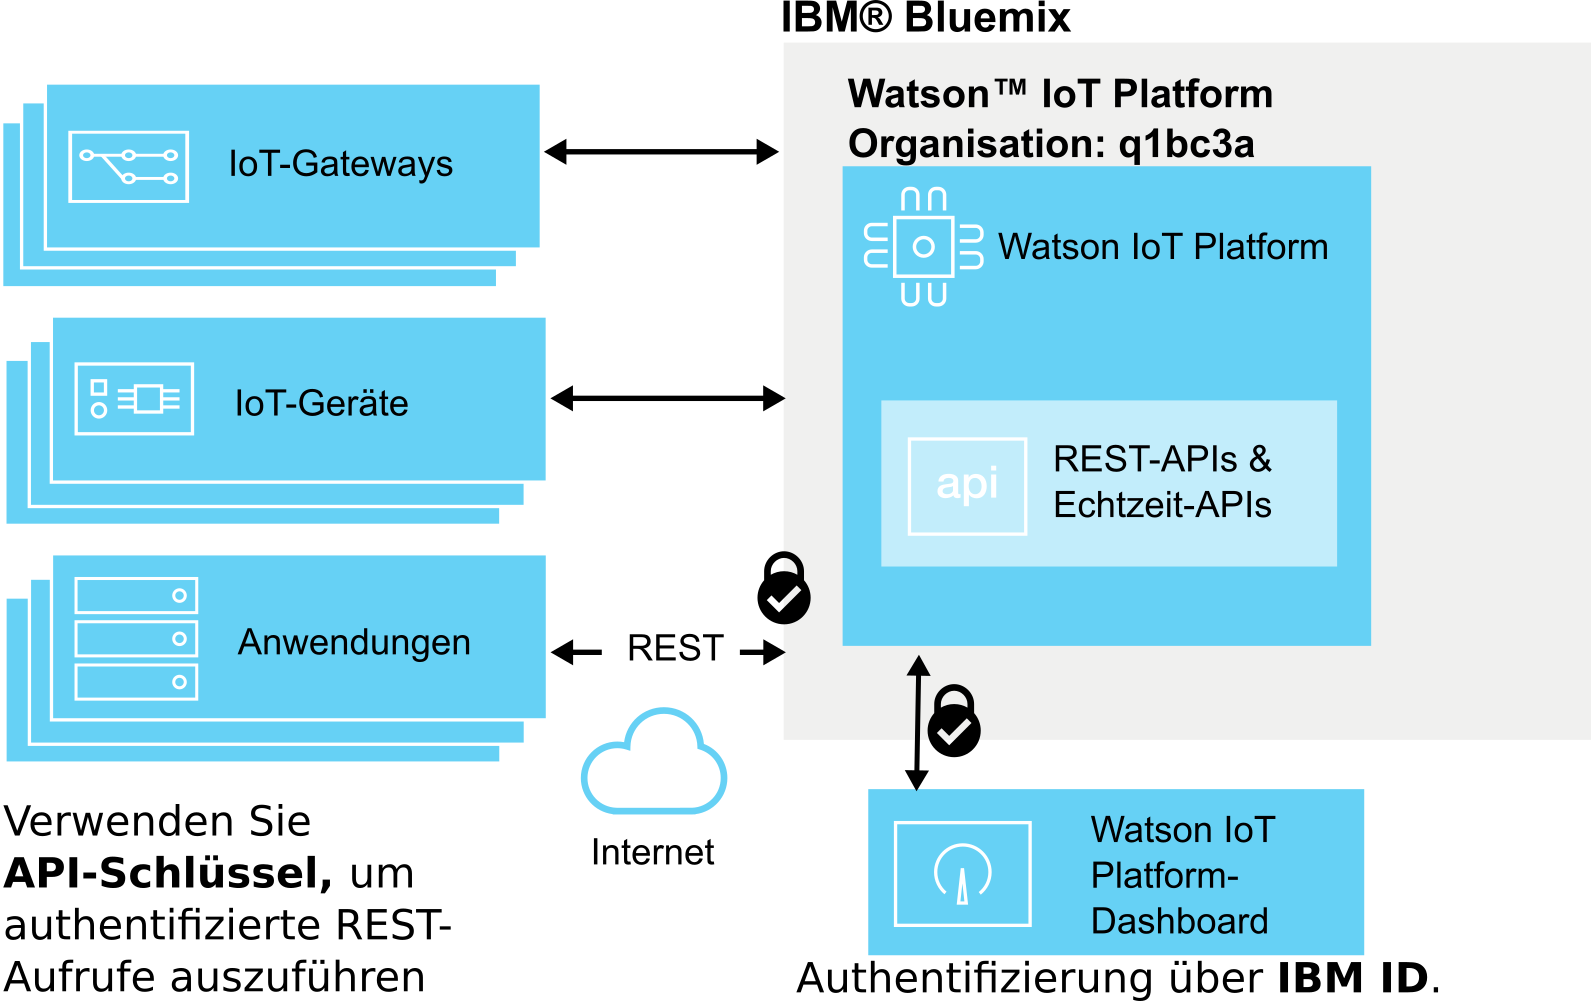 IBM® Bluemix
Watson™ IoT Platform
Organisation: q1bc3a
IoT-Gateways
Watson IoT Platform
IoT-Geräte
api
REST-APIs &
Echtzeit-APIs
Anwendungen
REST
Internet
Verwenden Sie
API-Schlüssel, um
authentifizierte REST-
Aufrufe auszuführen
Watson IoT
Platform-
Dashboard
Authentifizierung über IBM ID.